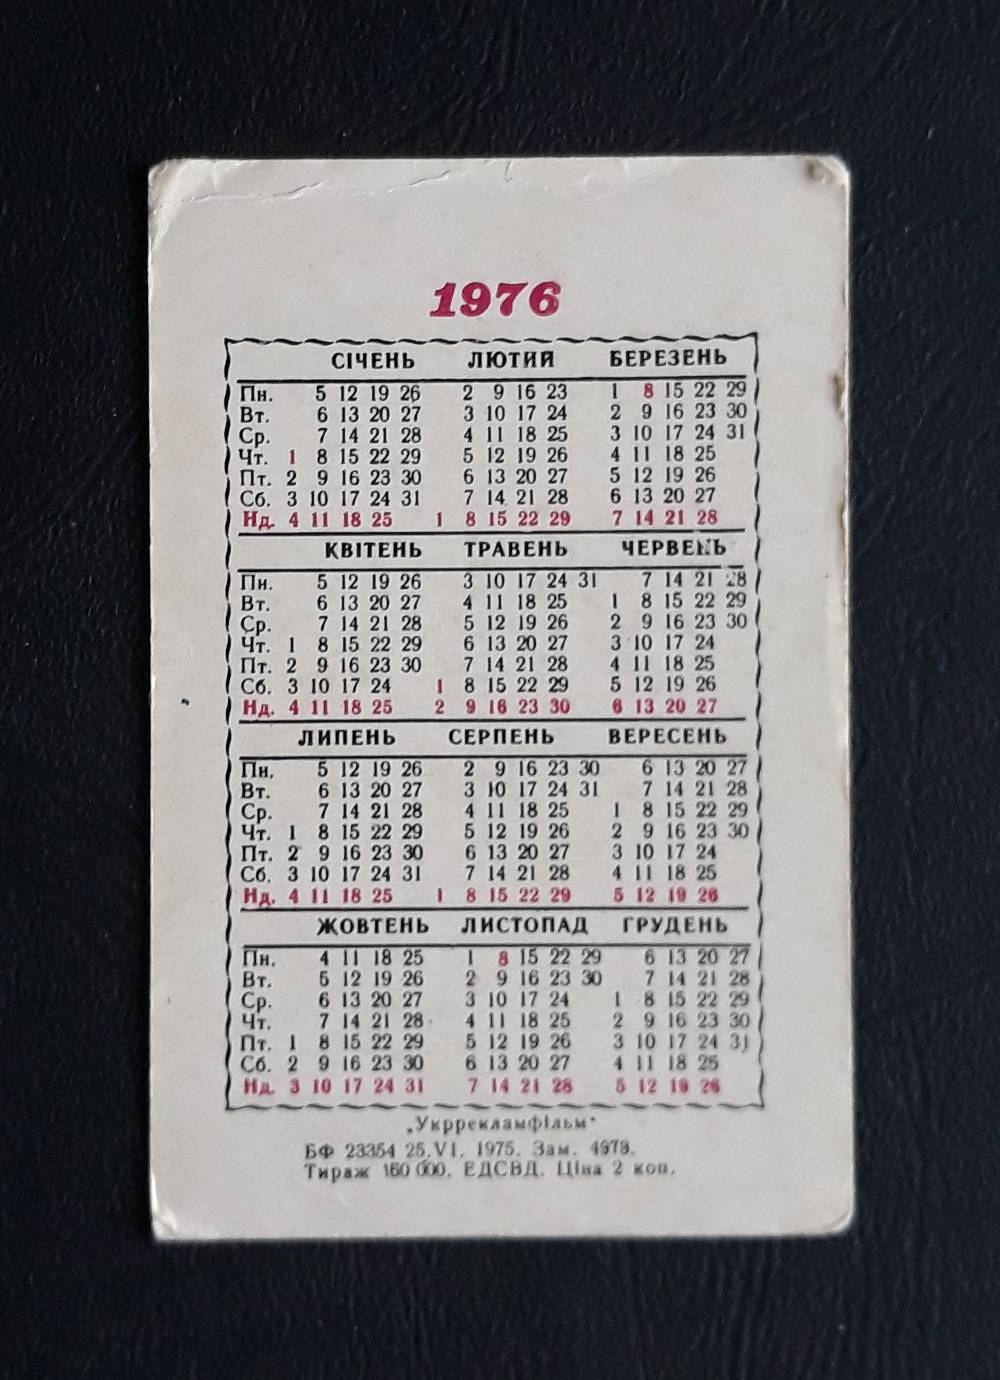 1976
СІЧЕНЬ ЛЮТИЙ БЕРЕЗЕНЬ
Пн. 5 12 19 26 2 9 16 23 1 8 15 22 29
Вт. 6 13 20 27 3 10 17 24 2 9 16 23 30
Ср. 7 14 21 28 4 11 18 25 3 10 17 24 31
Чт. 1 8 15 22 29 5 12 19 26 4 11 18 25
Пт. 2 9 16 23 30 6 13 20 27 5 12 19 26
Сб. 3 10 17 24 31 7 14 21 28 6 13 20 27
Нд. 4 11 18 25 1 8 15 22 29 7 14 21 28
КВІТЕНЬ ТРАВЕНЬ ЧЕРВЕНЬ
Пн. 5 12 19 26 3 10 17 24 31 7 14 21 28
Вт. 6 13 20 27 4 11 18 25 1 8 15 22 29
Ср. 7 14 21 28 5 12 19 26 2 9 16 23 30
Чт. 1 8 15 22 29 6 13 20 27 3 10 17 24
Пт. 2 9 16 23 30 7 14 21 28 4 11 18 25
Сб. 3 10 17 24 1 8 15 22 29 5 12 19 26
Нд. 4 11 18 25 2 9 16 23 30 6 13 20 27
ЛИПЕНЬ СЕРПЕНЬ ВЕРЕСЕНЬ
Пн. 5 12 19 26 2 9 16 23 30 6 13 20 27
Вт. 6 13 20 27 3 10 17 24 31 7 14 21 28
Ср. 7 14 21 28 4 11 18 25 1 8 15 22 29
Чт. 1 8 15 22 29 5 12 19 26 2 9 16 23 30
Пт. 2 9 16 23 30 6 13 20 27 3 10 17 24
Сб. 3 10 17 24 31 7 14 21 28 4 11 18 25
Нд. 4 11 18 25 1 8 15 22 29 5 12 19 26
ЖОВТЕНЬ ЛИСТОПАД ГРУДЕНЬ
Пн. 4 11 18 25 1 8 15 22 29 6 13 20 27
Вт. 5 12 19 26 2 9 16 23 30 7 14 21 28
Ср. 6 13 20 27 3 10 17 24 1 8 15 22 29
Чт. 7 14 21 28 4 11 18 25 2 9 16 23 30
Пт. 1 8 15 22 29 5 12 19 26 3 10 17 24 31
Сб. 2 9 16 23 30 6 13 20 27 4 11 18 25
Нд. 3 10 17 24 31 7 14 21 28 5 12 19 26
„Укррекламфільм"
БФ 23354 25.VI. 1975. Зам.
Тираж 000. ЕДСВД. Ціна 2 коп.